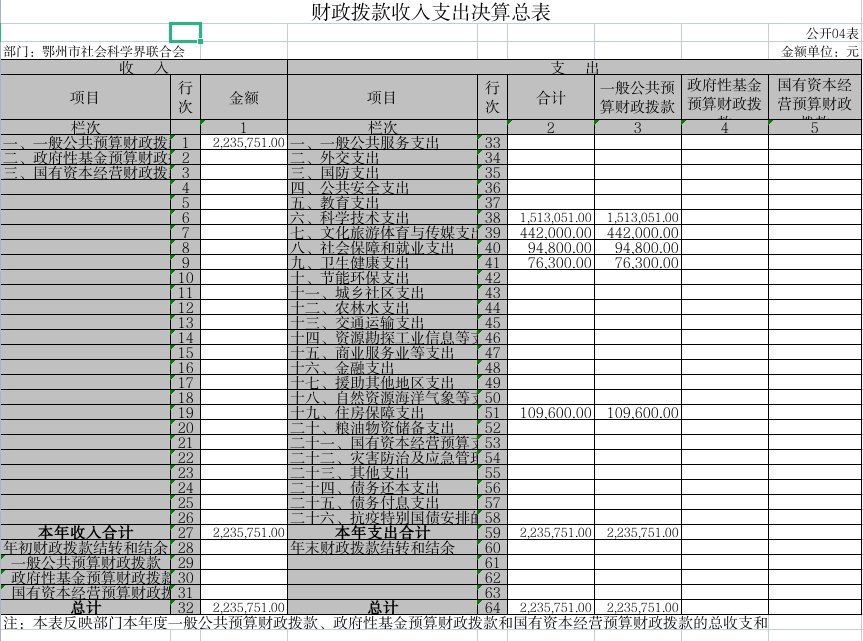 财政拨款收入支出决算总表
公开04表
部门：鄂州市社会科学界联合会 金额单位：元
收 入 支 出
项目 行次 金额 项目 行次 合计 一般公共预算财政拨款 政府性基金预算财政拨 国有资本经营预算财政
栏次 1 栏次 2 3 4 5
一、一般公共预算财政拨 1 2,235,751.00 一、一般公共服务支出 33
二、政府性基金预算财政 2 二、外交支出 34
三、国有资本经营财政拨 3 三、国防支出 35
4 四、公共安全支出 36
5 五、教育支出 37
6 六、科学技术支出 38 1,513,051.00 1,513,051.00
7 七、文化旅游体育与传媒支 39 442,000.00 442,000.00
8 八、社会保障和就业支出 40 94,800.00 94,800.00
9 九、卫生健康支出 41 76,300.00 76,300.00
10 十、节能环保支出 42
11 十一、城乡社区支出 43
12 十二、农林水支出 44
13 十三、交通运输支出 45
14 十四、资源勘探工业信息等 46
15 十五、商业服务业等支出 47
16 十六、金融支出 48
17 十七、援助其他地区支出 49
18 十八、自然资源海洋气象等 50
19 十九、住房保障支出 51 109,600.00 109,600.00
20 二十、粮油物资储备支出 52
21 二十一、国有资本经营预算 53
22 二十二、灾害防治及应急管 54
23 二十三、其他支出 55
24 二十四、债务还本支出 56
25 二十五、债务付息支出 57
26 二十六、抗疫特别国债安排 58
本年收入合计 27 2,235,751.00 本年支出合计 59 2,235,751.00 2,235,751.00
年初财政拨款结转和结余 28 年末财政拨款结转和结余 60
一般公共预算财政拨款 29 61
政府性基金预算财政拨款 30 62
国有资本经营预算财政拨 31 63
总计 32 2,235,751.00 总计 64 2,235,751.00 2,235,751.00
注：本表反映部门本年度一般公共预算财政拨款、政府性基金预算财政拨款和国有资本经营预算财政拨款的总收支和